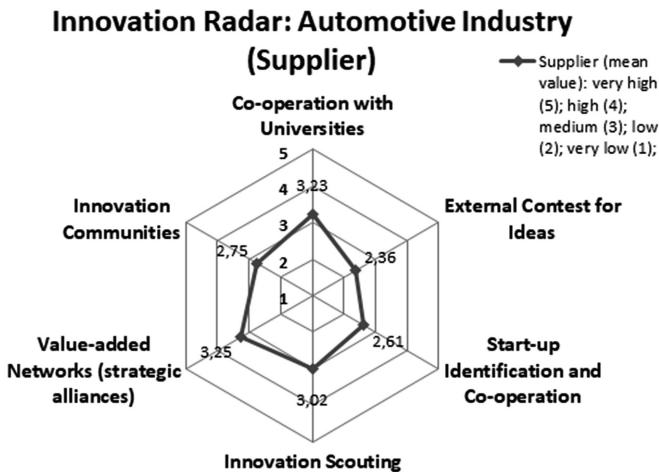 Innovation Radar: Automotive Industry
(Supplier)
Supplier (mean
value): very high
(5); high (4);
medium (3); low
(2); very low (1);
Co-operation with
Universities
5
4
3,23
3
2
1
External Contest for
Ideas
2,36
Start-up
Identification and
Co-operation
2,61
Innovation Scouting
3,02
Value-added
Networks (strategic
alliances)
3,25
Innovation
Communities
2,75